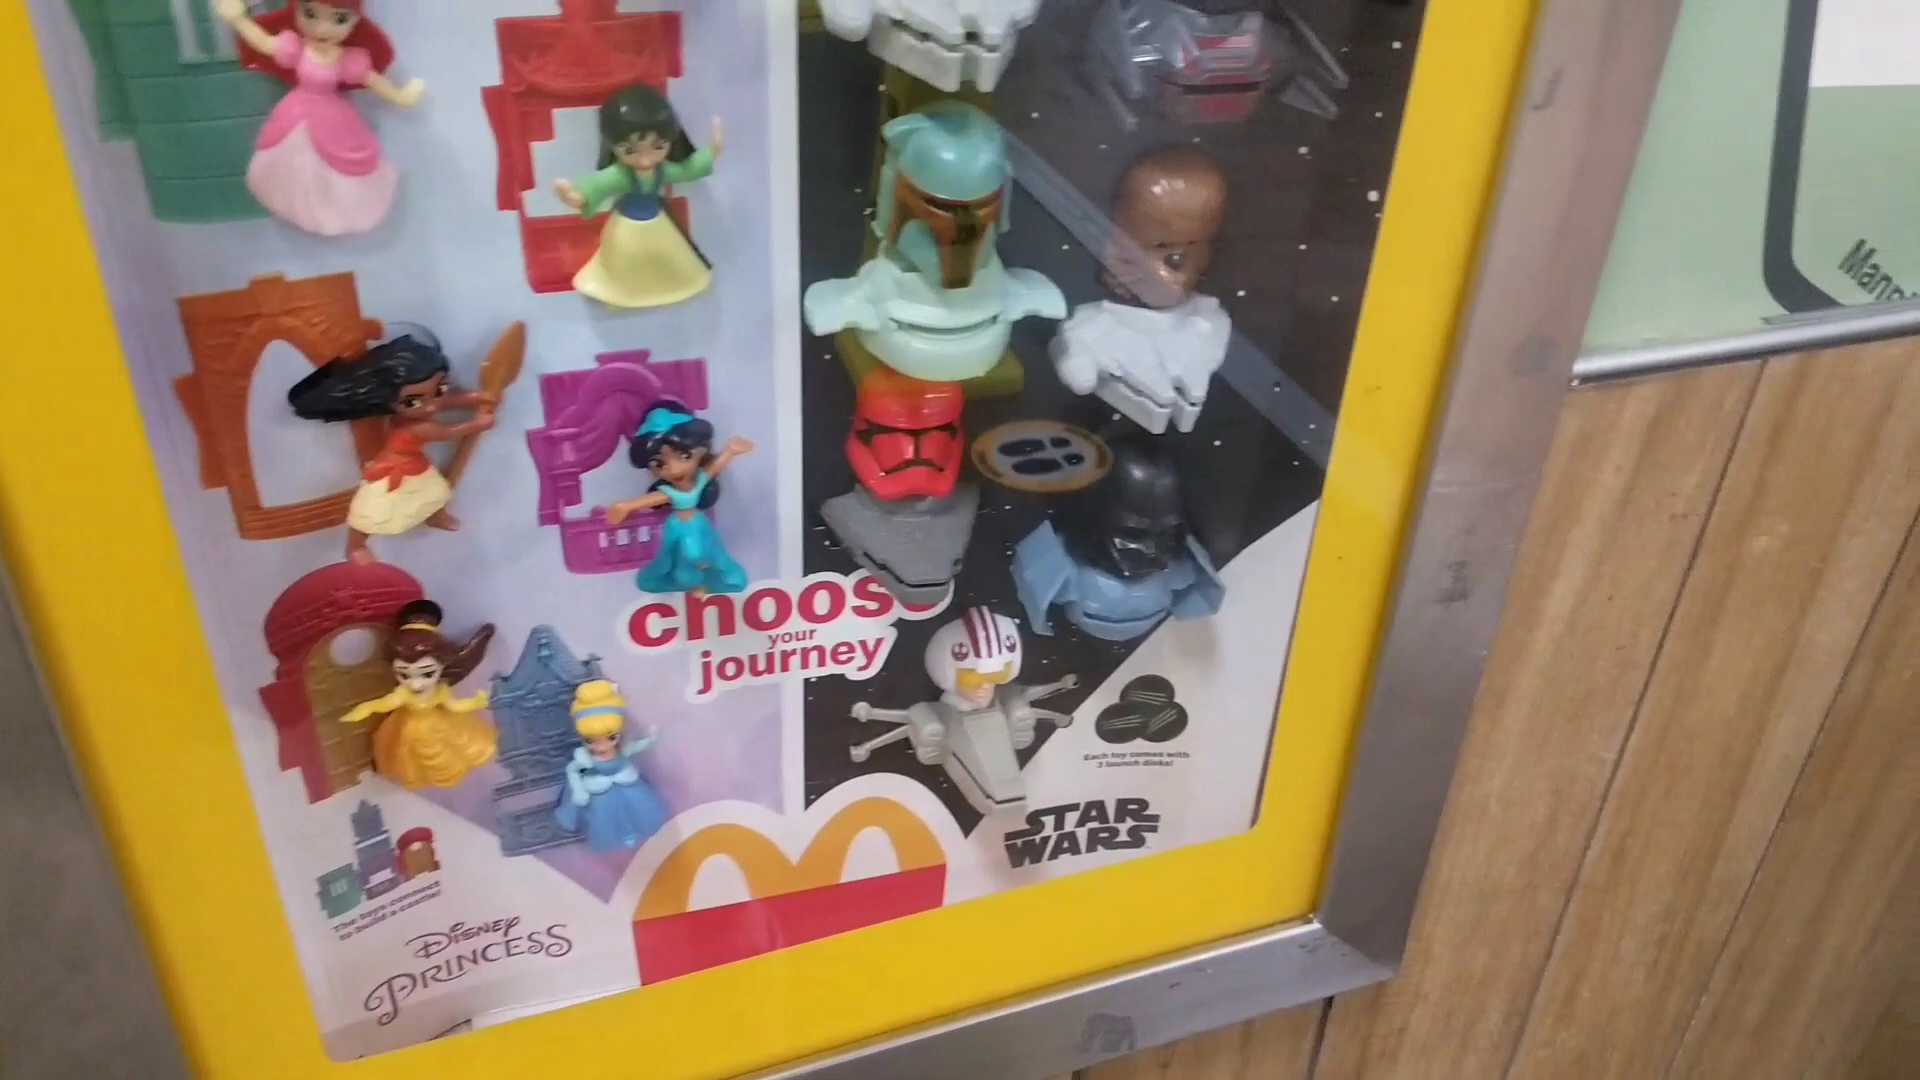 choose
your
journey
Each toy comes with
3 launch disks!
STAR
WARS
The toys connect
to build a castle!
Disney
PRINCESS